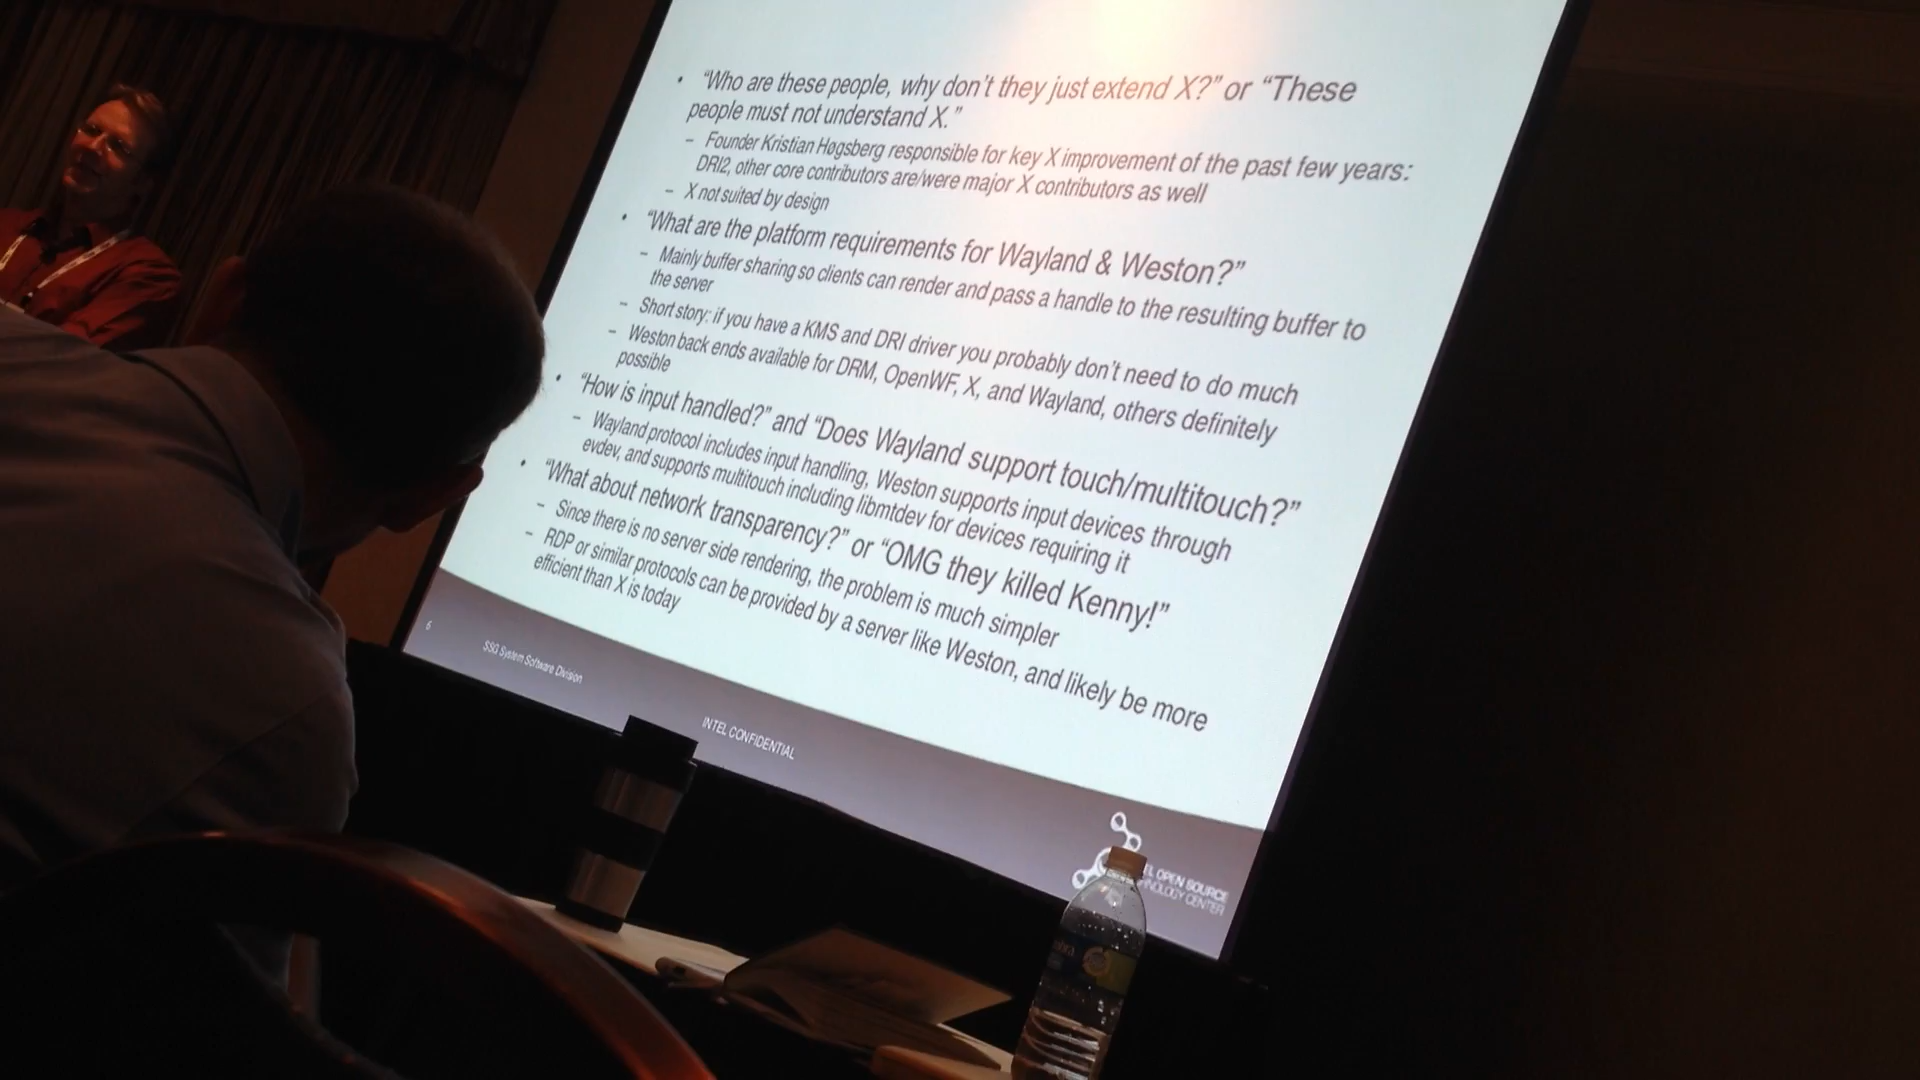 • “Who are these people, why don’t they just extend X?” or “These
people must not understand X.”
– Founder Kristian Høgsberg responsible for key X improvement of the past few years:
DRI2, other core contributors are/were major X contributors as well
– X not suited by design
• “What are the platform requirements for Wayland & Weston?”
– Mainly buffer sharing so clients can render and pass a handle to the resulting buffer to
the server
– Short story: if you have a KMS and DRI driver you probably don’t need to do much
– Weston back ends available for DRM, OpenWF, X, and Wayland, others definitely
possible
• “How is input handled?” and “Does Wayland support touch/multitouch?”
– Wayland protocol includes input handling, Weston supports input devices through
evdev, and supports multitouch including libmtdev for devices requiring it
• “What about network transparency?” or “OMG they killed Kenny!”
– Since there is no server side rendering, the problem is much simpler
– RDP or similar protocols can be provided by a server like Weston, and likely be more
efficient than X is today
6
SSG System Software Division
INTEL CONFIDENTIAL
OPEN SOURCE
CENTER